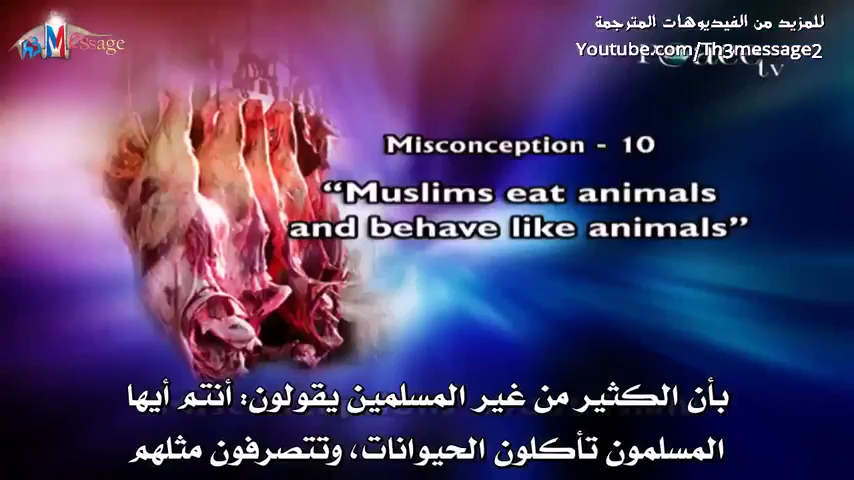 للمزيد من الفيديوهات المترجمة
Message
Youtube.com/Th3message2
tv
Misconception - 10
“Muslims eat animals
and behave like animals”
بأن الكثير من غير المسلمين يقولون: أنتم أيها
المسلمون تأكلون الحيوانات، وتتصرفون مثلهم